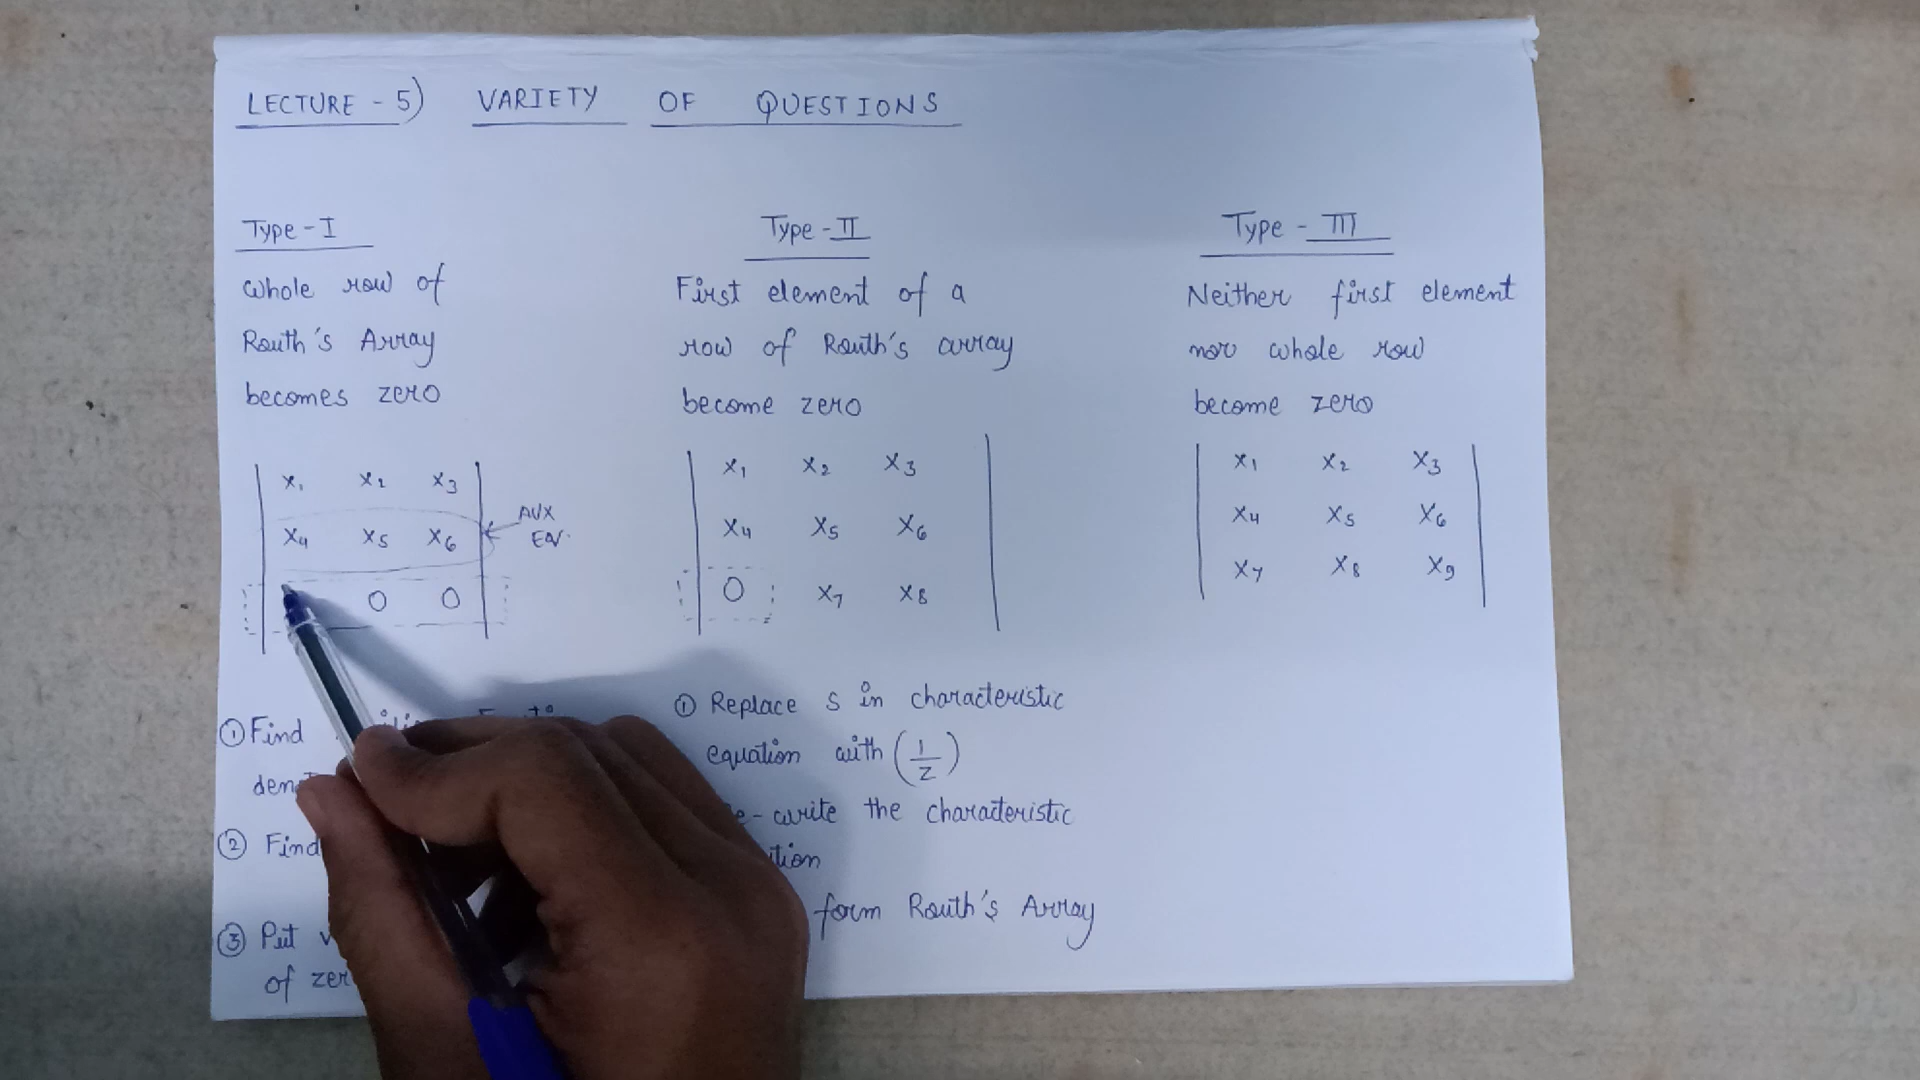 LECTURE - 5) VARIETY OF QUESTIONS
Type - I
Whole row of
Routh's Array
becomes zero
x1 x2 x3
x4 x5 x6
0 0
AUX
EQ.
① Find
② Find
③ Put
of zer
Type - II
First element of a
row of Routh's array
become zero
x1 x2 x3
x4 x5 x6
0 x7 x8
① Replace s in characteristic
equation with (1/z)
e-write the characteristic
form Routh's Array
Type - III
Neither first element
nor whole row
become zero
x1 x2 x3
x4 x5 x6
x7 x8 x9